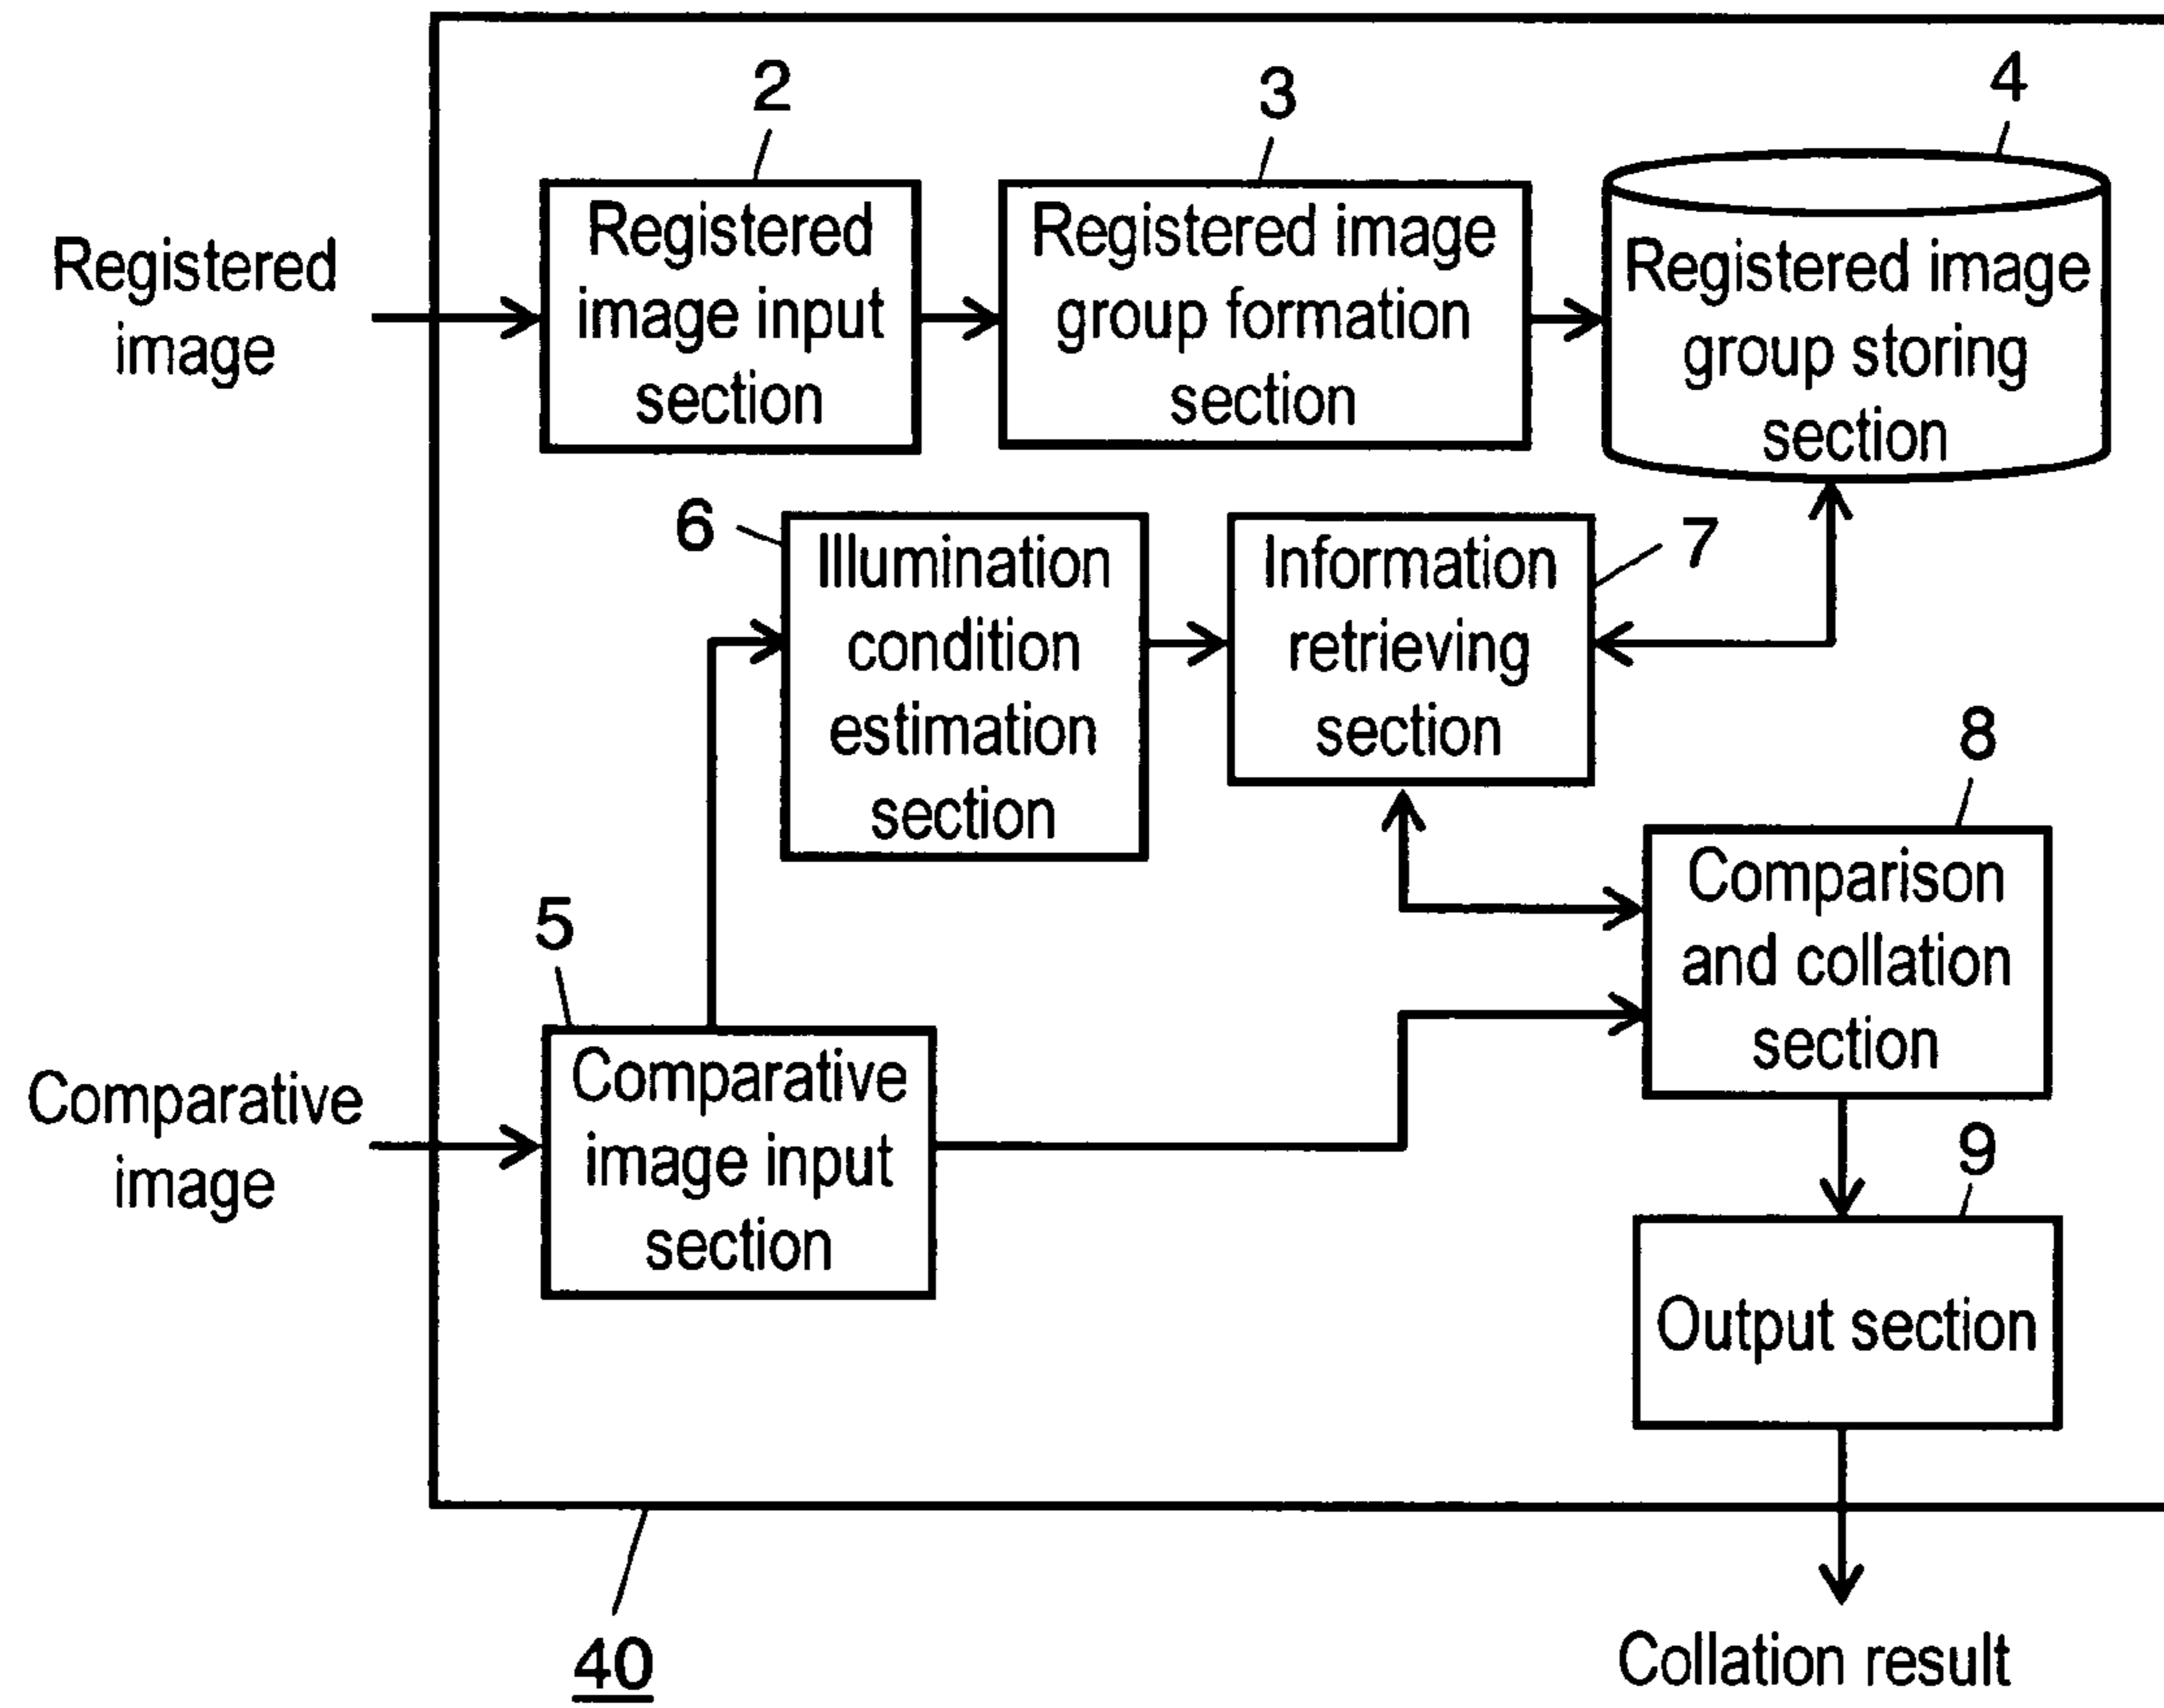 2
3
4
Registered
image
Registered
image input
section
Registered image
group formation
section
Registered image
group storing
section
6
Illumination
condition
estimation
section
Information
retrieving
section
7
8
Comparison
and collation
section
5
Comparative
image
Comparative
image input
section
9
Output section
40
Collation result